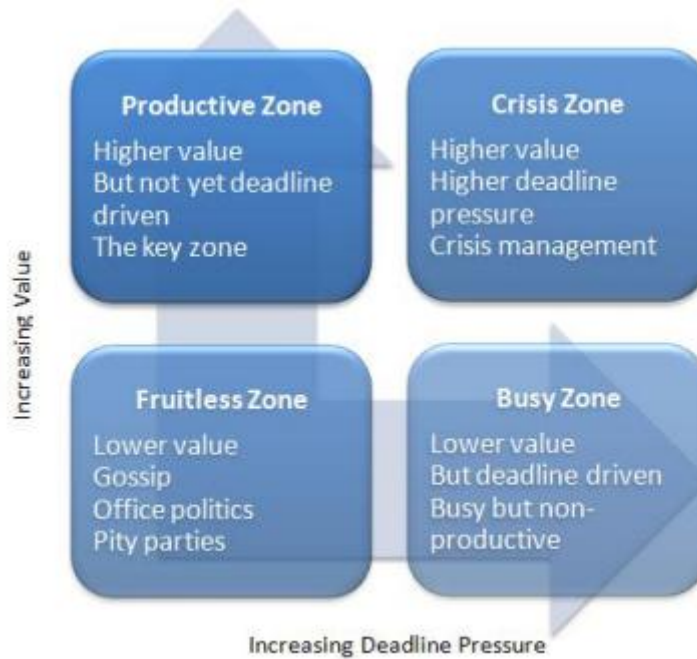 Productive Zone
Higher value
But not yet deadline
driven
The key zone
Crisis Zone
Higher value
Higher deadline
pressure
Crisis management
Increasing Value
Fruitless Zone
Lower value
Gossip
Office politics
Pity parties
Busy Zone
Lower value
But deadline driven
Busy but non-
productive
Increasing Deadline Pressure